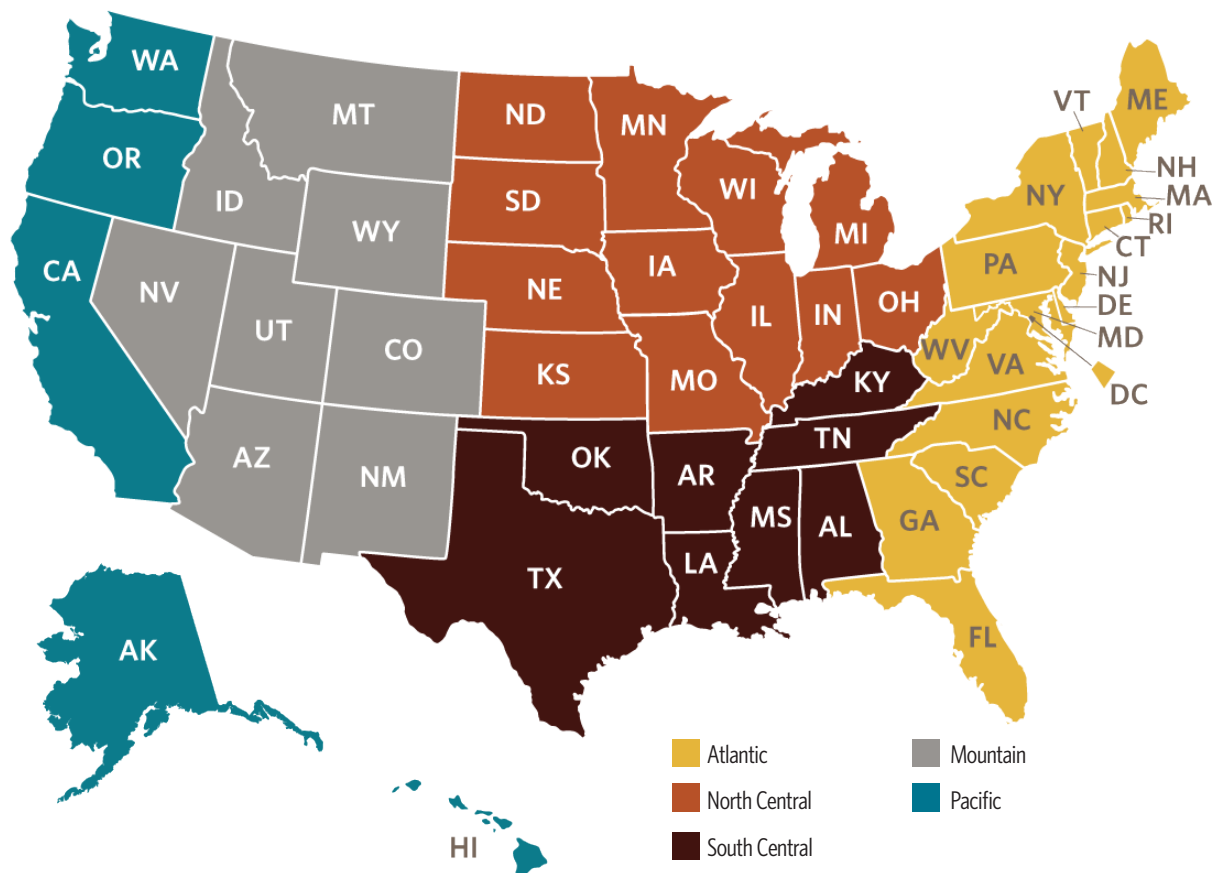 WA
MT
ND
MN
VT
ME
OR
ID
WY
SD
WI
MI
NY
NH
MA
RI
CT
CA
NV
UT
CO
NE
IA
IL
IN
OH
PA
NJ
DE
MD
DC
KS
MO
KY
WV
VA
AZ
NM
OK
AR
TN
NC
SC
TX
LA
MS
AL
GA
FL
AK
HI
Atlantic
North Central
South Central
Mountain
Pacific